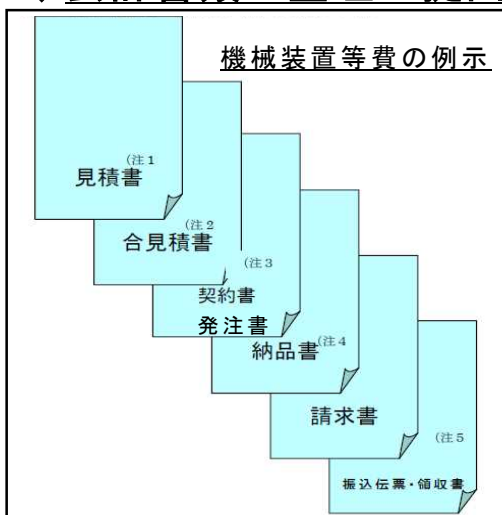 機械装置等費の例示
(注1
見積書
(注2
合見積書
(注3
契約書
発注書
(注4
納品書
請求書
(注5
振込伝票・領収書